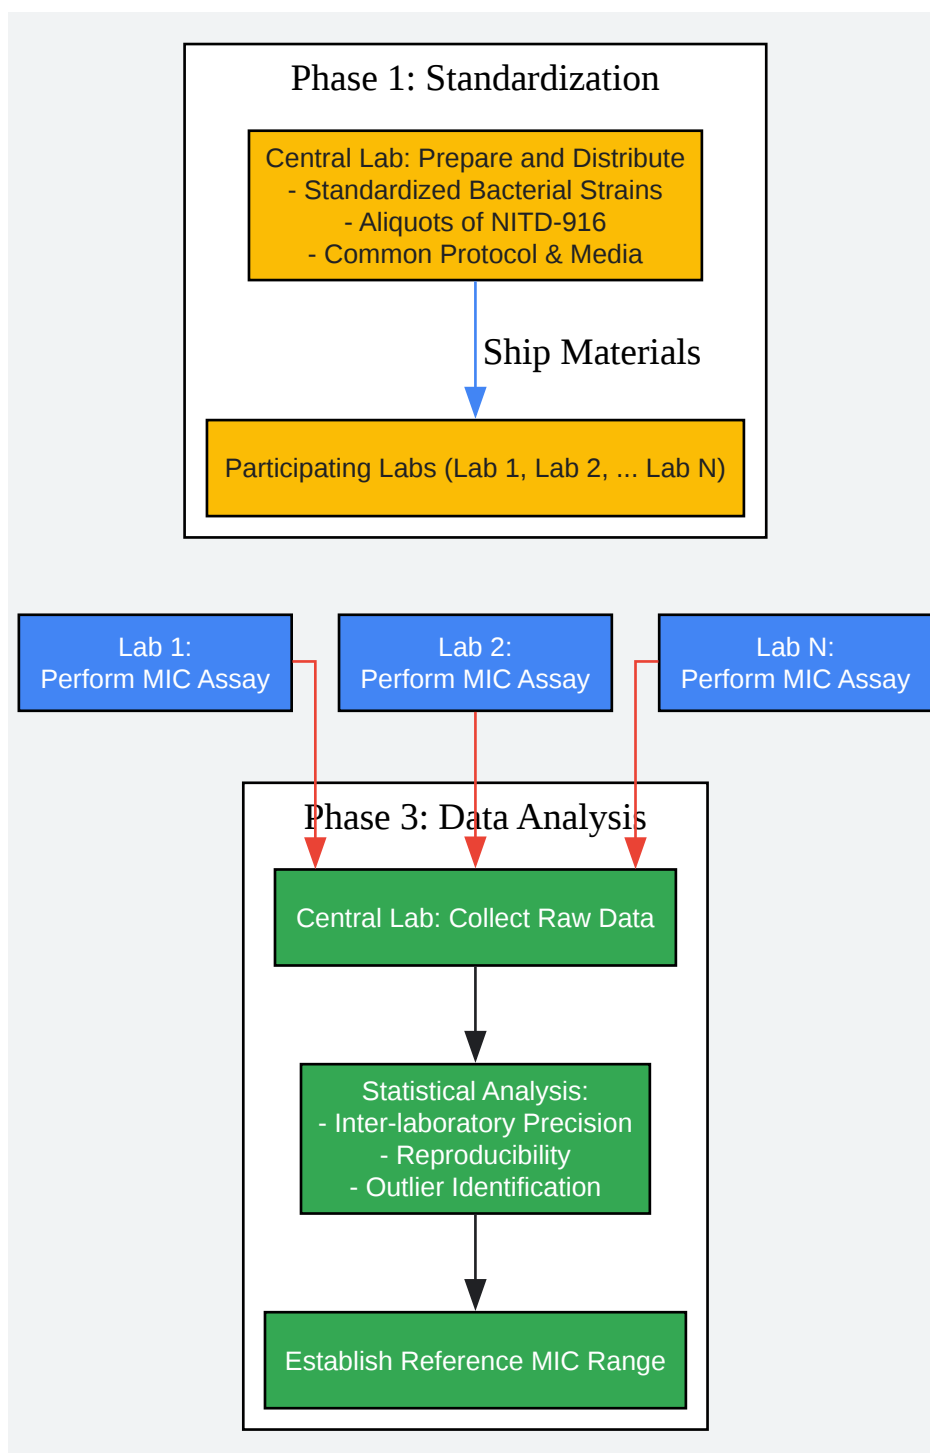 Phase 1: Standardization
Central Lab: Prepare and Distribute
- Standardized Bacterial Strains
- Aliquots of NITD-916
- Common Protocol & Media
Ship Materials
Participating Labs (Lab 1, Lab 2, ... Lab N)
Lab 1:
Perform MIC Assay
Lab 2:
Perform MIC Assay
Lab N:
Perform MIC Assay
Phase 3: Data Analysis
Central Lab: Collect Raw Data
Statistical Analysis:
- Inter-laboratory Precision
- Reproducibility
- Outlier Identification
Establish Reference MIC Range